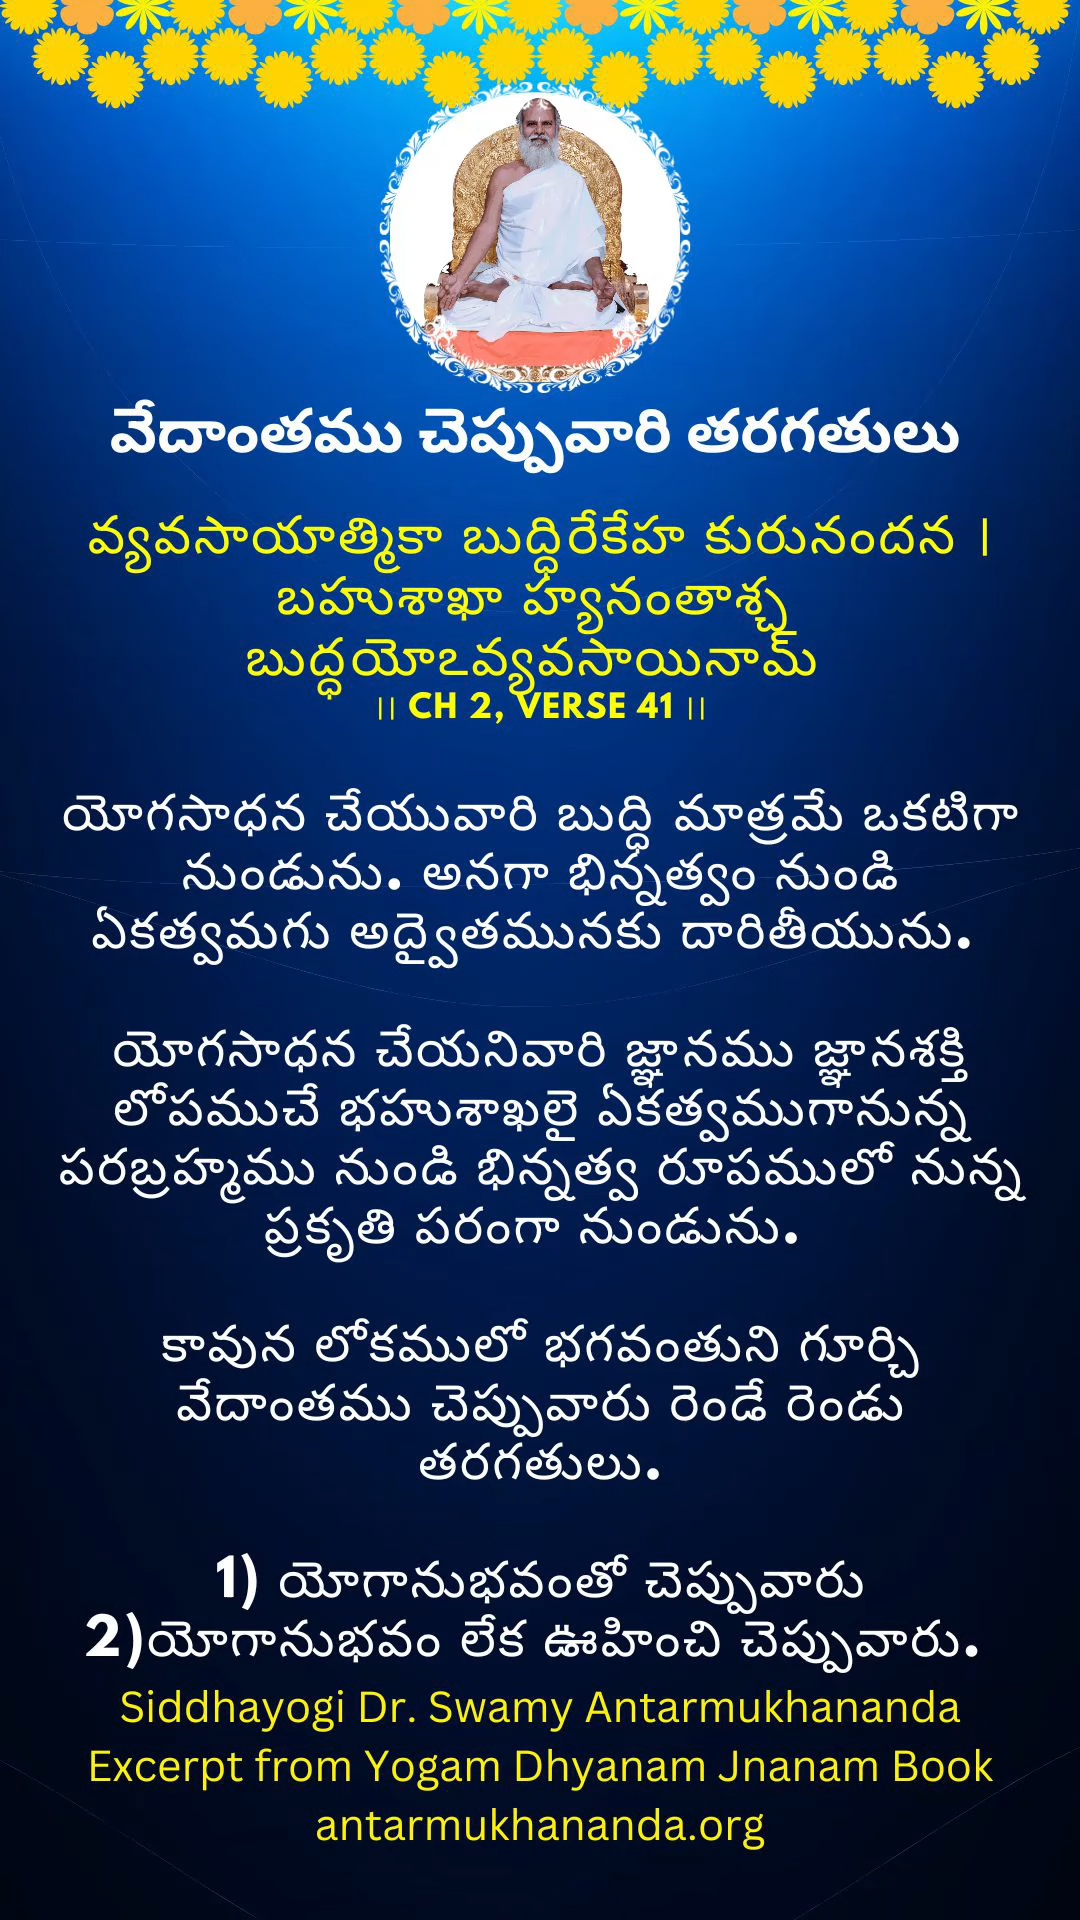 వేదాంతము చెప్పువారి తరగతులు
వ్యవసాయాత్మికా బుద్ధిరేకేహ కురునందన |
బహుశాఖా హ్యనంతాశ్చ
బుద్ధయోఽవ్యవసాయినామ్
|| CH 2, VERSE 41 ||
యోగసాధన చేయువారి బుద్ధి మాత్రమే ఒకటిగా
నుండును. అనగా భిన్నత్వం నుండి
ఏకత్వమగు అద్వైతమునకు దారితీయును.
యోగసాధన చేయనివారి జ్ఞానము జ్ఞానశక్తి
లోపముచే భహుశాఖలై ఏకత్వముగానున్న
పరబ్రహ్మము నుండి భిన్నత్వ రూపములో నున్న
ప్రకృతి పరంగా నుండును.
కావున లోకములో భగవంతుని గూర్చి
వేదాంతము చెప్పువారు రెండే రెండు
తరగతులు.
1) యోగానుభవంతో చెప్పువారు
2)యోగానుభవం లేక ఊహించి చెప్పువారు.
Siddhayogi Dr. Swamy Antarmukhananda
Excerpt from Yogam Dhyanam Jnanam Book
antarmukhananda.org